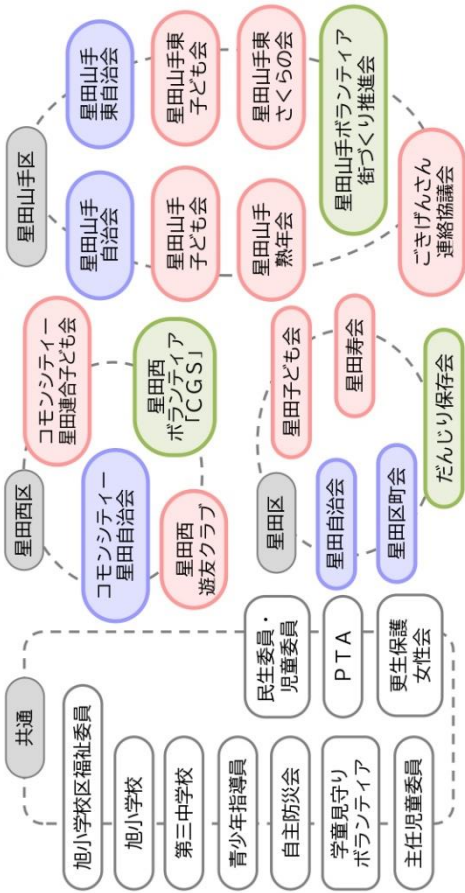 共通
旭小学校区福祉委員
旭小学校
第三中学校
青少年指導員
自主防災会
学童見守り
ボランティア
主任児童委員
民生委員・
児童委員
PTA
更生保護
女性会
星田西区
コモンシティー
星田連合子ども会
コモンシティー
星田自治会
星田西
ボランティア
「CGS」
星田西
遊友クラブ
星田区
星田子ども会
星田自治会
星田寿会
星田区町会
だんじり保存会
星田山手区
星田山手
自治会
星田山手
東自治会
星田山手
子ども会
星田山手東
子ども会
星田山手
熟年会
星田山手東
さくらの会
星田山手ボランティア
街づくり推進会
ごきげんさん
連絡協議会